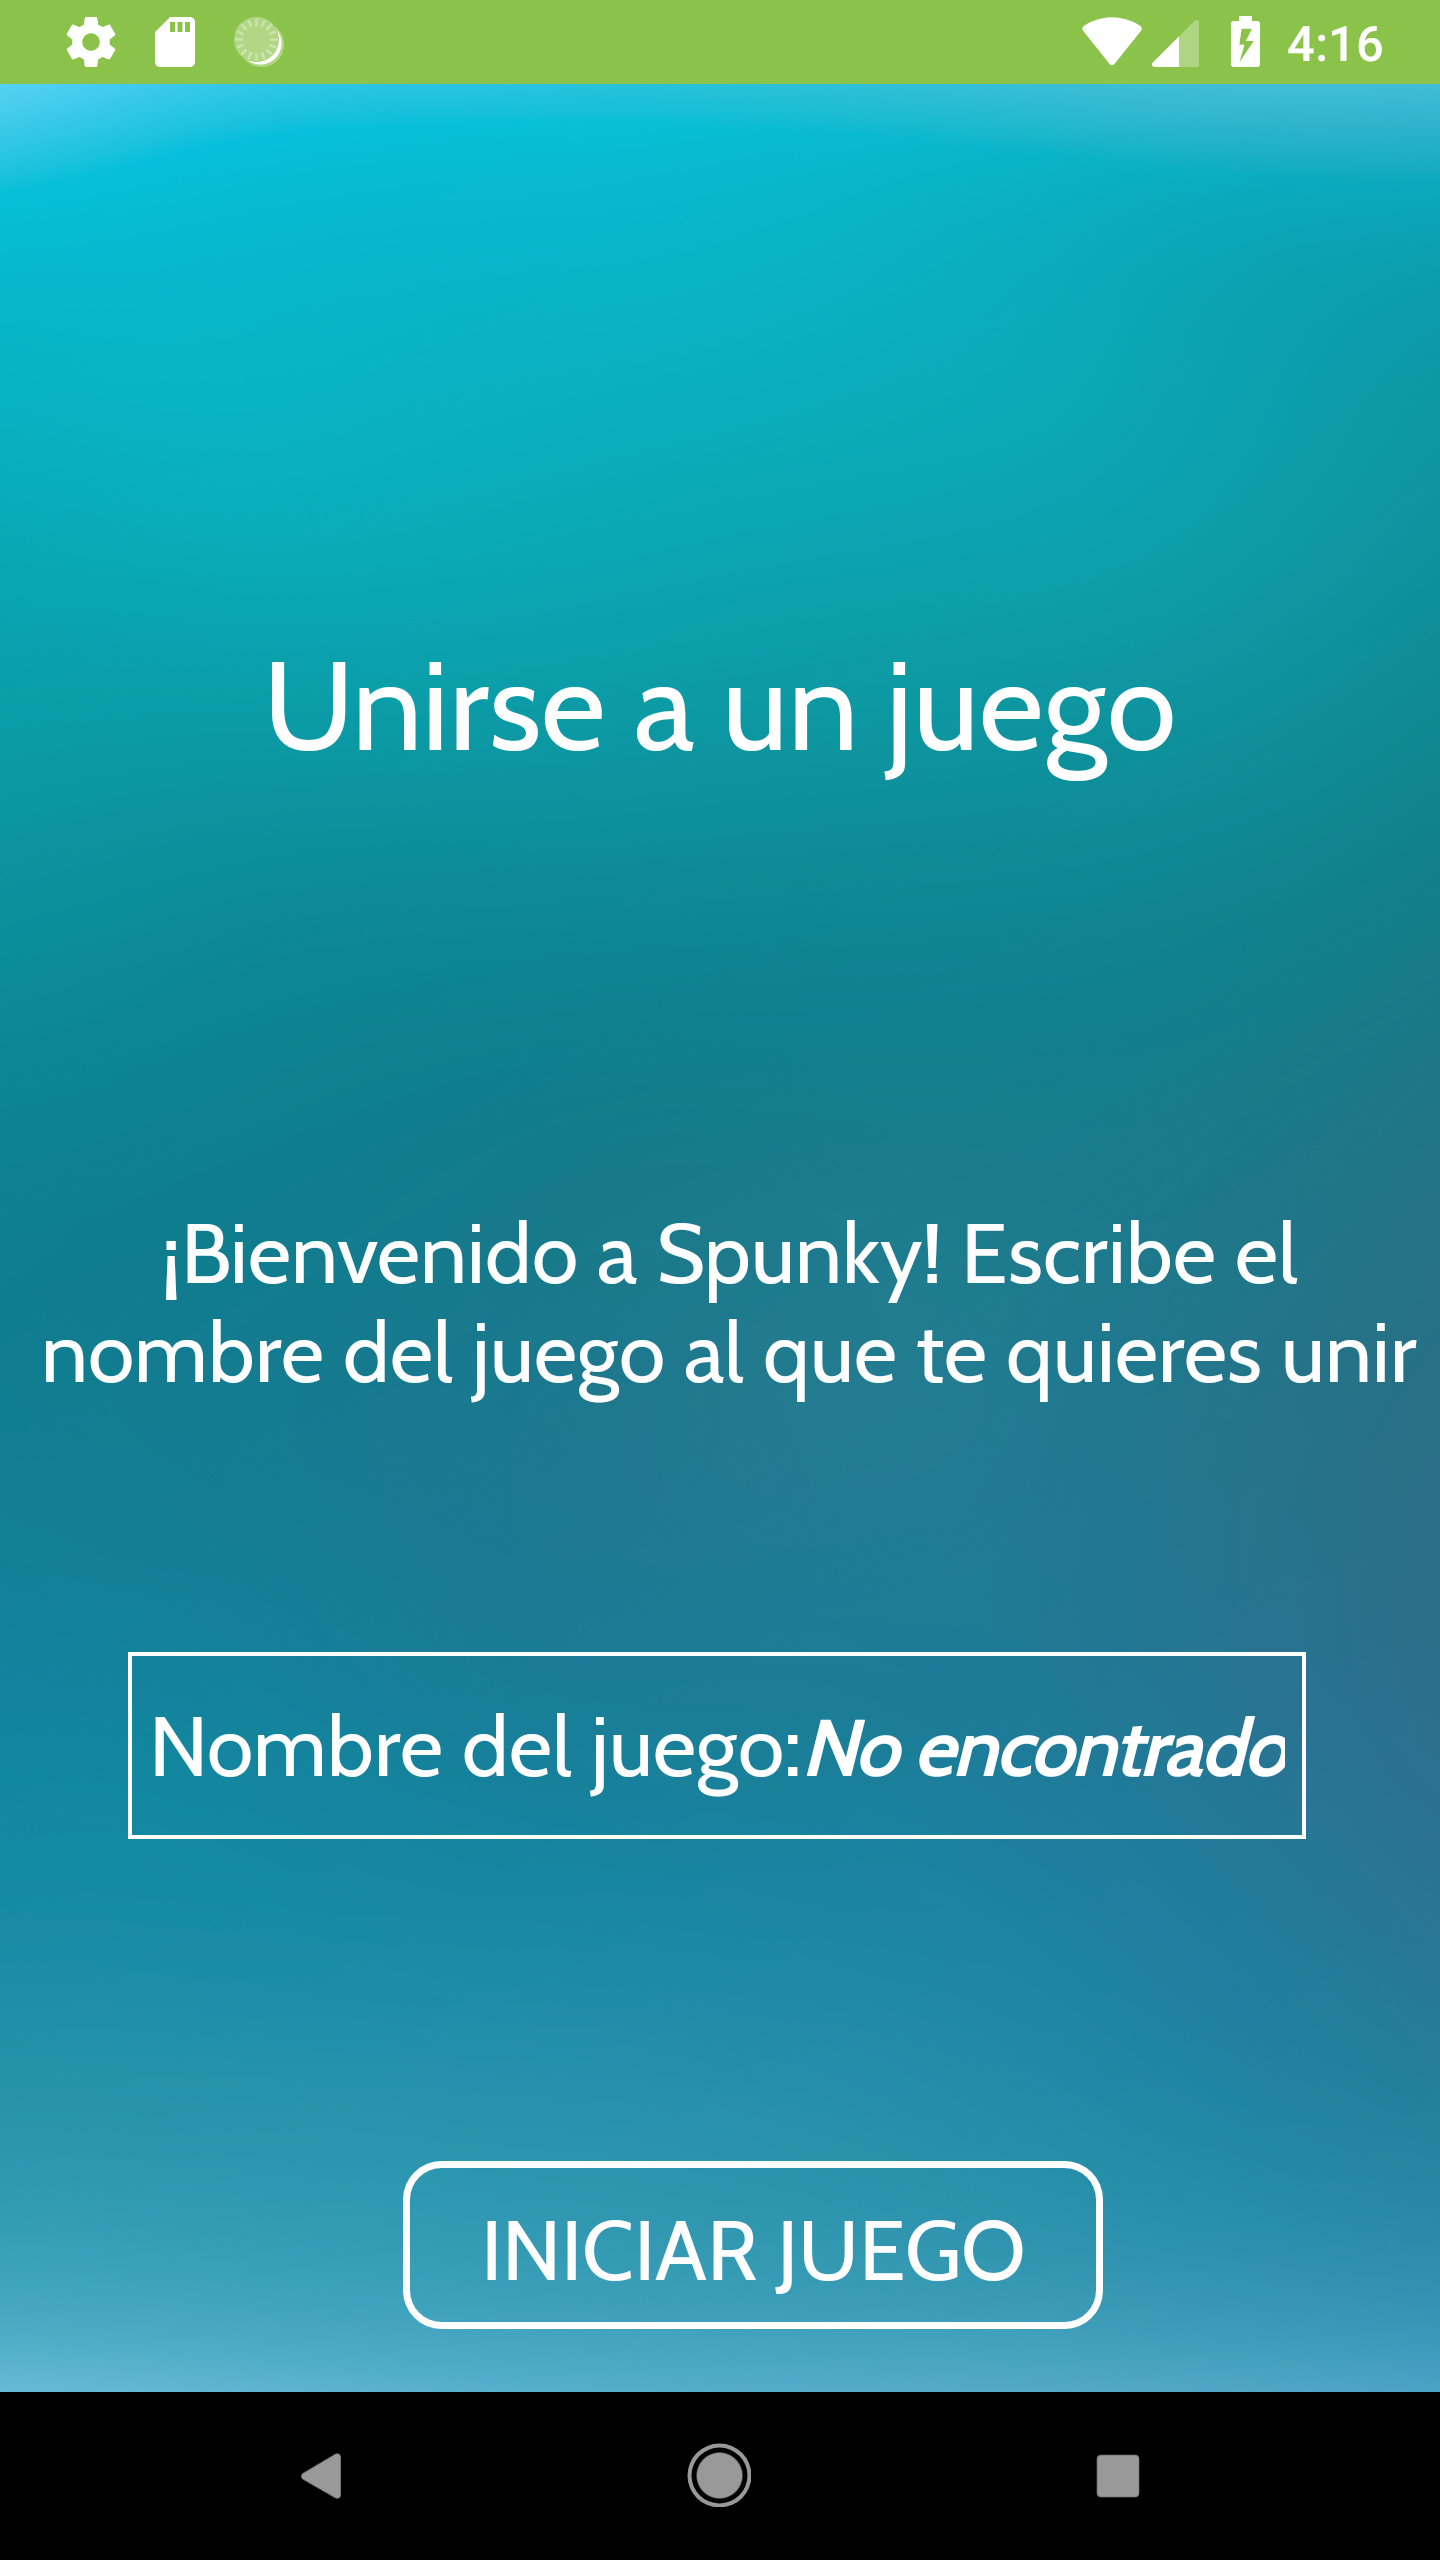 4:16
Unirse a un juego
¡Bienvenido a Spunky! Escribe el
nombre del juego al que te quieres unir
Nombre del juego:No encontrado
INICIAR JUEGO